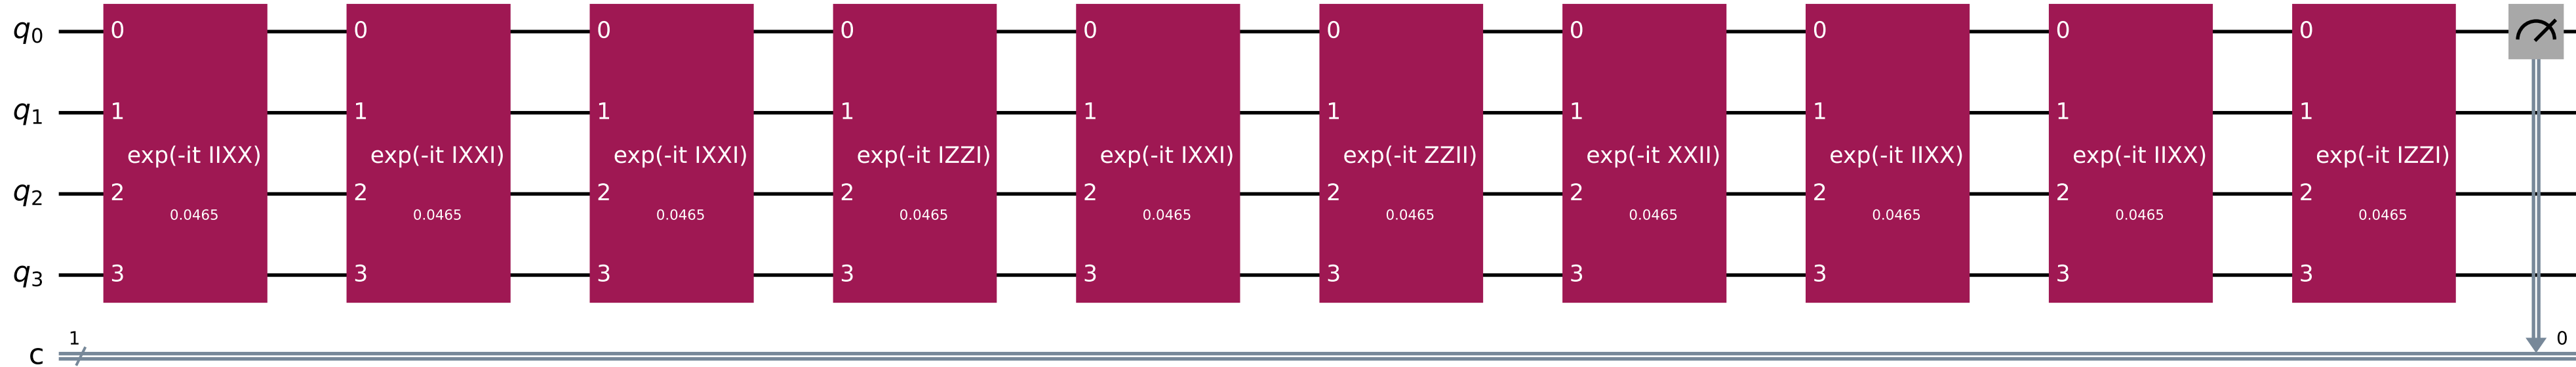 q0 0 0 0 0 0 0 0 0 0 0
q1 1 1 1 1 1 1 1 1 1 1
exp(-it IIXX) exp(-it IXXI) exp(-it IXXI) exp(-it IZZI) exp(-it IXXI) exp(-it ZZII) exp(-it XXII) exp(-it IIXX) exp(-it IIXX) exp(-it IZZI)
q2 2 2 2 2 2 2 2 2 2 2
0.0465 0.0465 0.0465 0.0465 0.0465 0.0465 0.0465 0.0465 0.0465 0.0465
q3 3 3 3 3 3 3 3 3 3 3
1 0
c